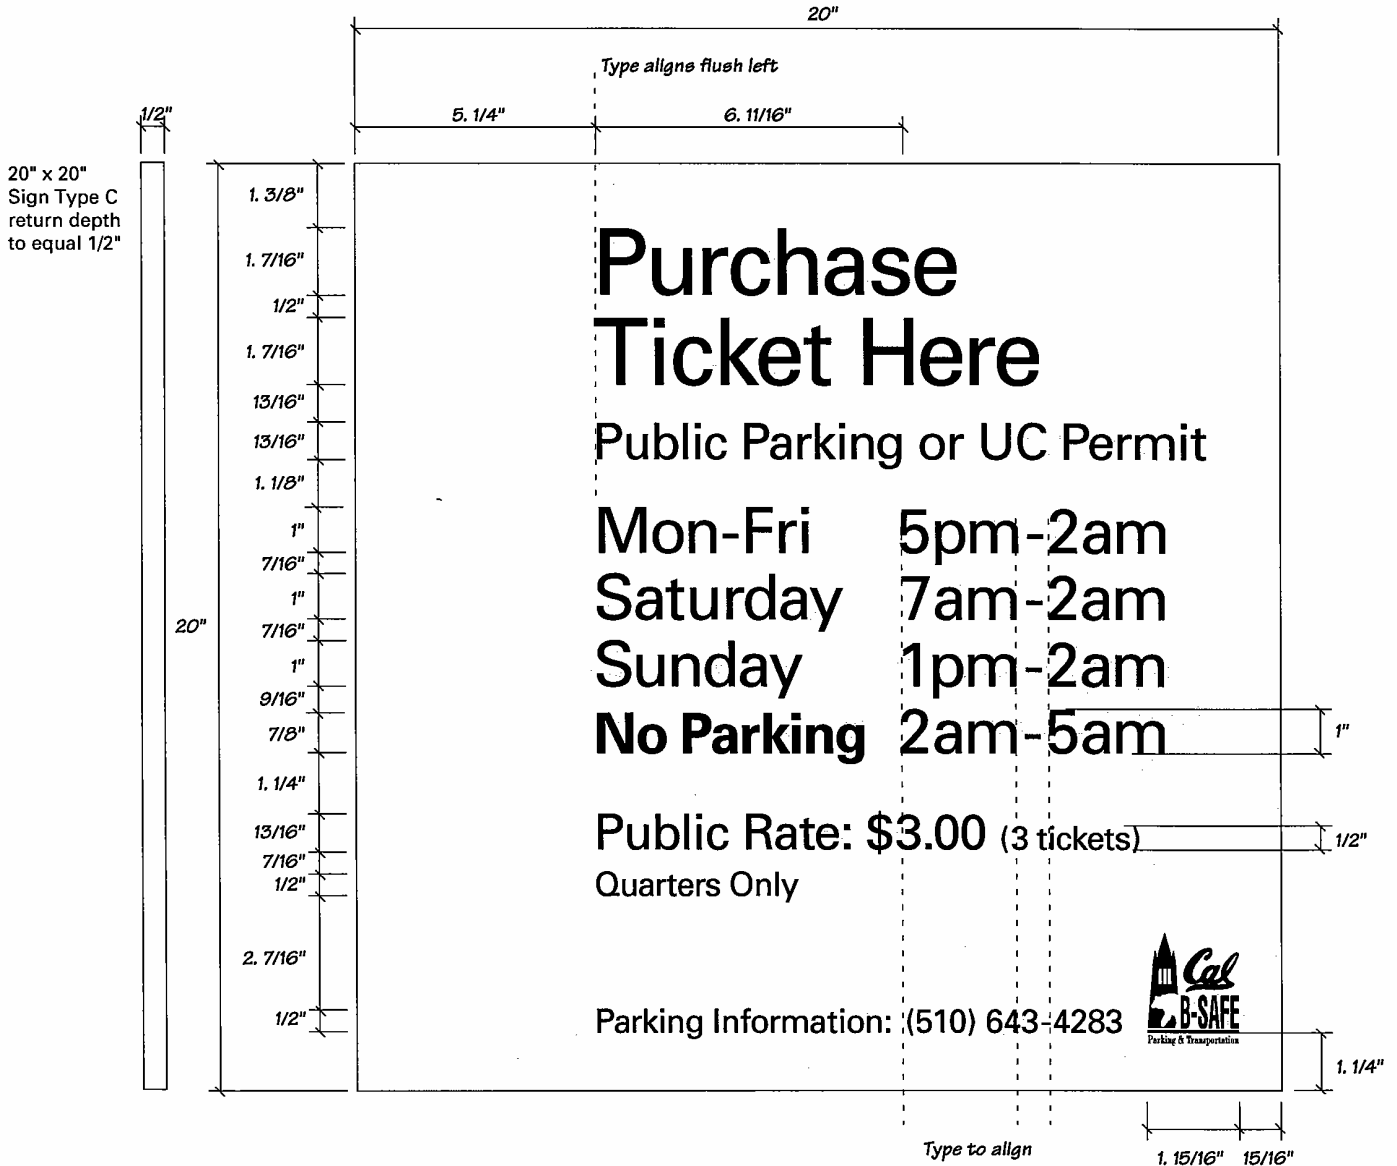 20"
Type aligns flush left
1/2"
5. 1/4"
6. 11/16"
20" x 20"
Sign Type C
return depth
to equal 1/2"
1. 3/8"
1. 7/16"
1/2"
1. 7/16"
13/16"
13/16"
1. 1/8"
1"
7/16"
1"
7/16"
1"
9/16"
7/8"
1. 1/4"
13/16"
7/16"
1/2"
2. 7/16"
1/2"
20"
Purchase
Ticket Here
Public Parking or UC Permit
Mon-Fri 5pm-2am
Saturday 7am-2am
Sunday 1pm-2am
No Parking 2am-5am
1"
Public Rate: $3.00 (3 tickets)
1/2"
Quarters Only
Cal
B-SAFE
Parking & Transportation
Parking Information: (510) 643-4283
1. 1/4"
Type to align
1. 15/16"
15/16"